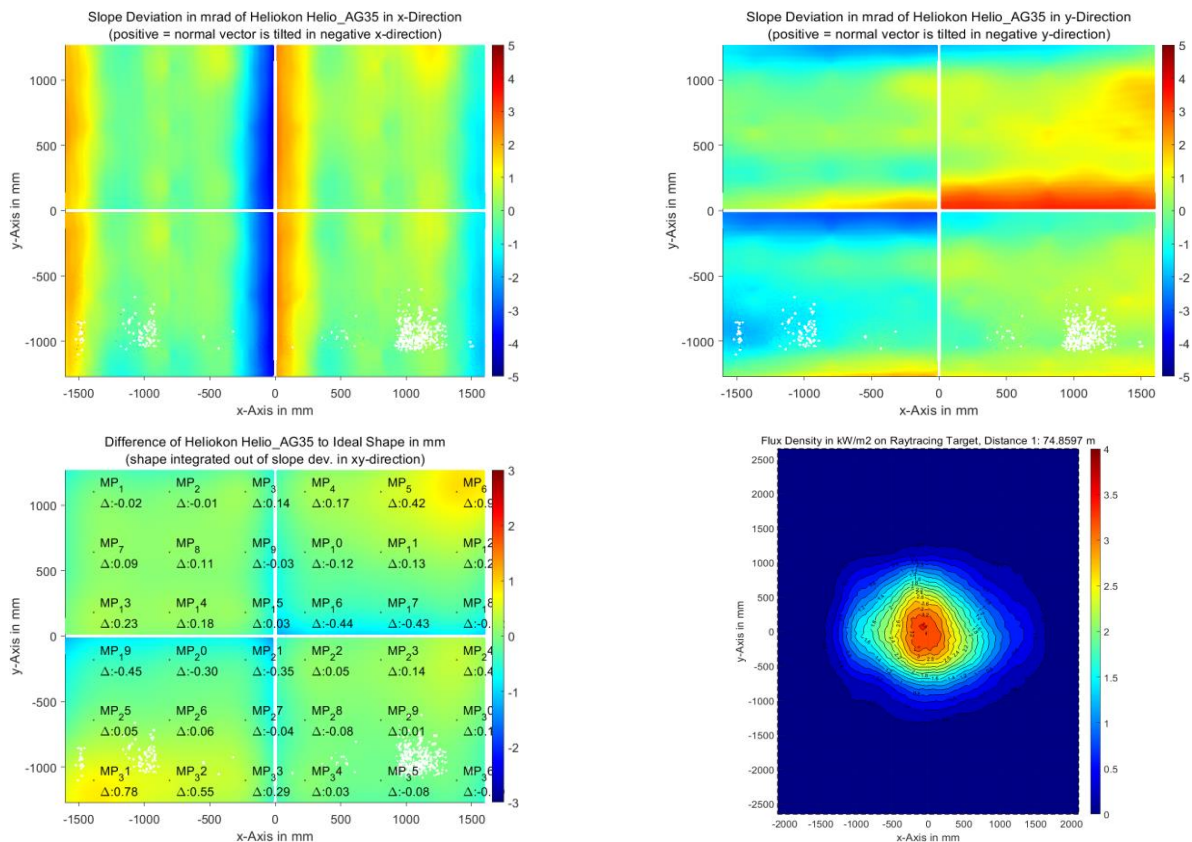 Slope Deviation in mrad of Heliokon Helio_AG35 in x-Direction
(positive = normal vector is tilted in negative x-direction)
1000
500
0
-500
-1000
y-Axis in mm
-1500 -1000 -500 0 500 1000 1500
x-Axis in mm
5
4
3
2
1
0
-1
-2
-3
-4
-5
Slope Deviation in mrad of Heliokon Helio_AG35 in y-Direction
(positive = normal vector is tilted in negative y-direction)
1000
500
0
-500
-1000
y-Axis in mm
-1500 -1000 -500 0 500 1000 1500
x-Axis in mm
5
4
3
2
1
0
-1
-2
-3
-4
-5
Difference of Heliokon Helio_AG35 to Ideal Shape in mm
(shape integrated out of slope dev. in xy-direction)
1000
500
0
-500
-1000
y-Axis in mm
MP1 MP2 MP3 MP4 MP5 MP6
Δ:-0.02 Δ:-0.01 Δ:0.14 Δ:0.17 Δ:0.42 Δ:0.9
MP7 MP8 MP9 MP10 MP11 MP12
Δ:0.09 Δ:0.11 Δ:-0.03 Δ:-0.12 Δ:0.13 Δ:0.2
MP13 MP14 MP15 MP16 MP17 MP18
Δ:0.23 Δ:0.18 Δ:0.03 Δ:-0.44 Δ:-0.43 Δ:-0.
MP19 MP20 MP21 MP22 MP23 MP24
Δ:-0.45 Δ:-0.30 Δ:-0.35 Δ:0.05 Δ:0.14 Δ:0.4
MP25 MP26 MP27 MP28 MP29 MP30
Δ:0.05 Δ:0.06 Δ:-0.04 Δ:-0.08 Δ:0.01 Δ:0.1
MP31 MP32 MP33 MP34 MP35 MP36
Δ:0.78 Δ:0.55 Δ:0.29 Δ:0.03 Δ:-0.08 Δ:-0.
-1500 -1000 -500 0 500 1000 1500
x-Axis in mm
3
2
1
0
-1
-2
-3
Flux Density in kW/m2 on Raytracing Target, Distance 1: 74.8597 m
2500
2000
1500
1000
500
0
-500
-1000
-1500
-2000
-2500
y-Axis in mm
-2000 -1500 -1000 -500 0 500 1000 1500 2000
x-Axis in mm
4
3.5
3
2.5
2
1.5
1
0.5
0